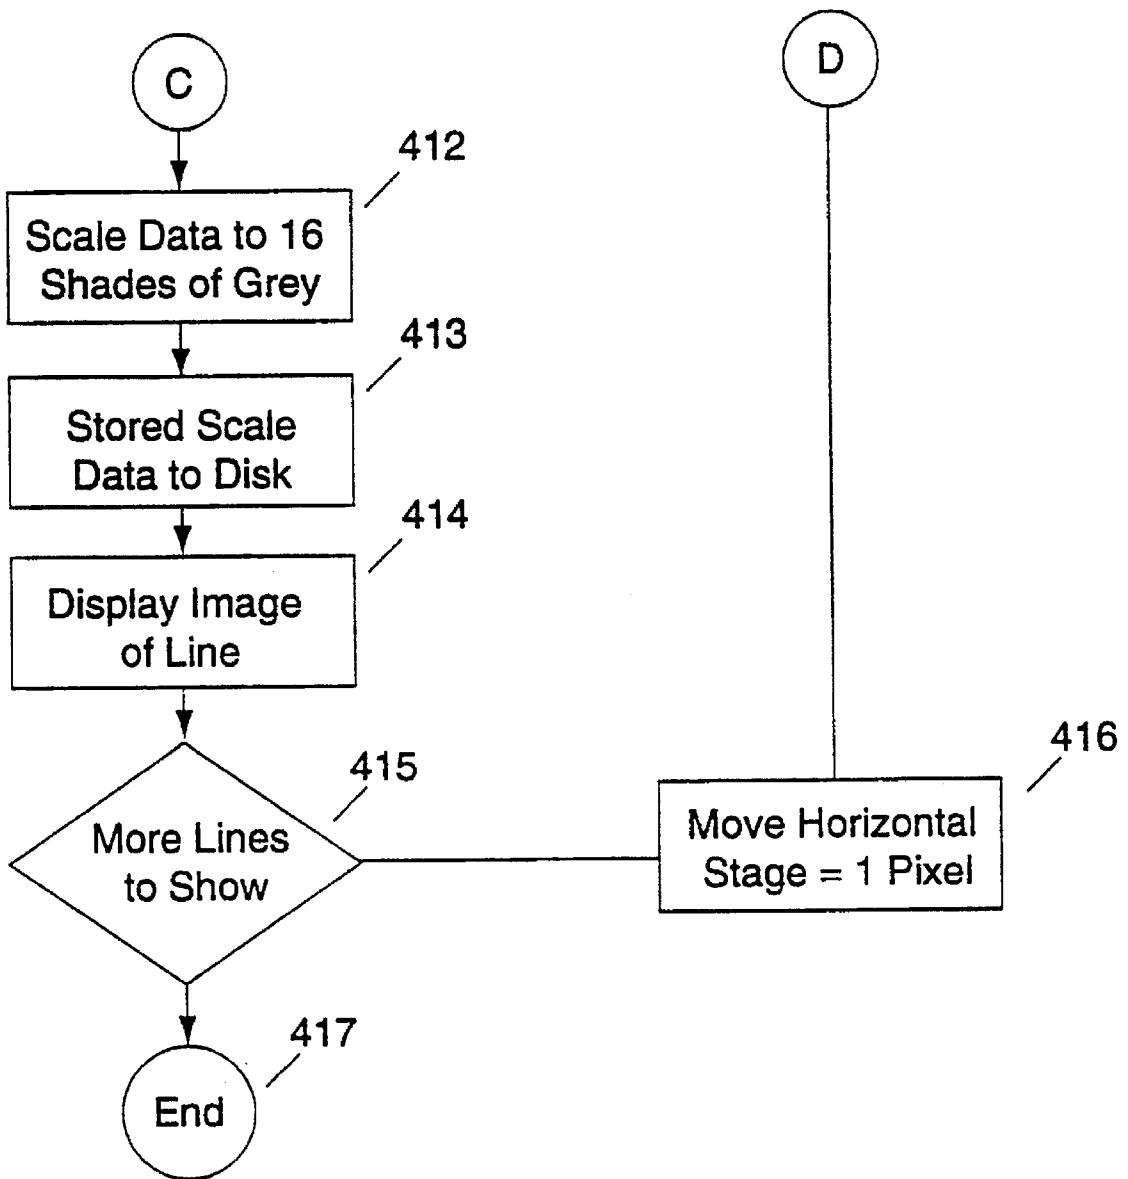 C
D
412
Scale Data to 16
Shades of Grey
413
Stored Scale
Data to Disk
414
Display Image
of Line
415
More Lines
to Show
416
Move Horizontal
Stage = 1 Pixel
417
End